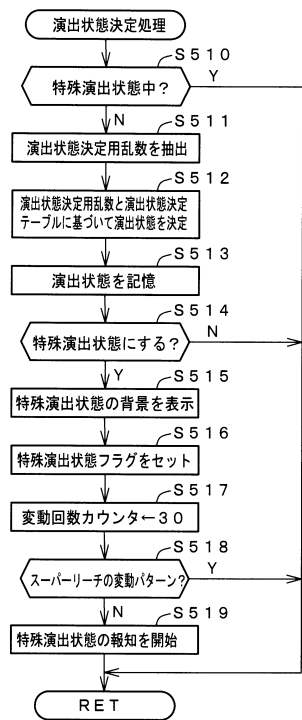 演出状態決定処理
S510
特殊演出状態中?
Y
N
S511
演出状態決定用乱数を抽出
S512
演出状態決定用乱数と演出状態決定
テーブルに基づいて演出状態を決定
S513
演出状態を記憶
S514
特殊演出状態にする?
N
Y
S515
特殊演出状態の背景を表示
S516
特殊演出状態フラグをセット
S517
変動回数カウンタ←30
S518
スーパーリーチの変動パターン?
Y
N
S519
特殊演出状態の報知を開始
RET